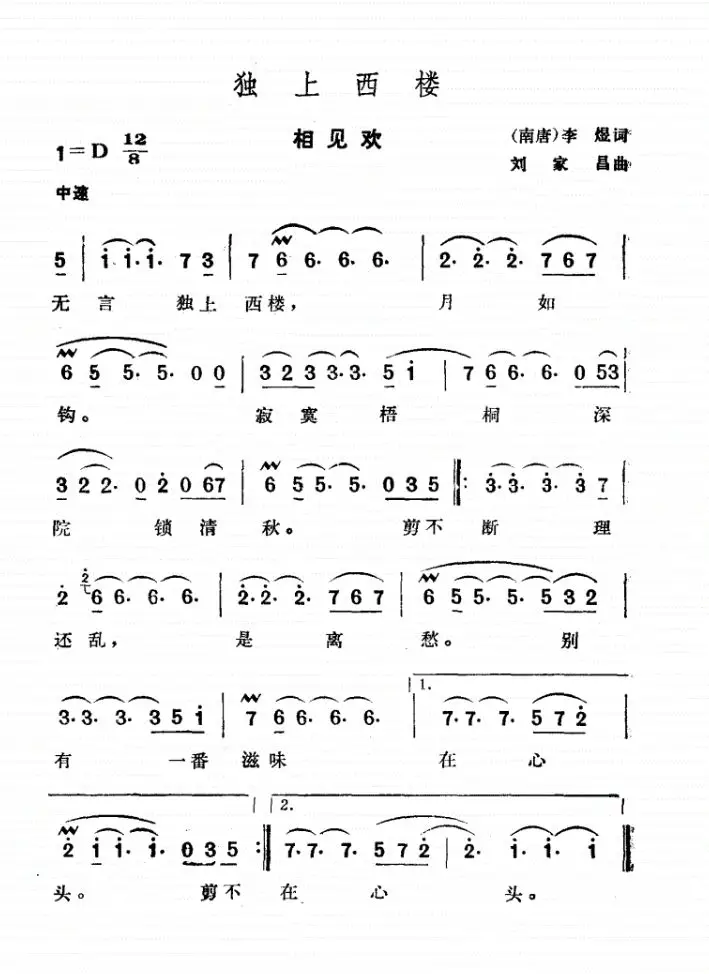 独上西楼
1=D 12/8 相见欢 （南唐）李煜词
刘家昌曲
中速
5 | i i· i· 7 3 | 7 6 6· 6· 6· | 2· 2· 2· 7 6 7 |
无言 独上 西楼， 月 如
6 5 5· 5· 0 0 | 3 2 3 3· 3· 5 i | 7 6 6· 6· 0 53 |
钩。 寂寞 梧 桐 深
3 2 2· 0 2 0 67 | 6 5 5· 5· 0 3 5 |: 3· 3· 3· 3 7 |
院 锁清 秋。 剪不断 理
2 2 6 6· 6· 6· | 2· 2· 2· 7 6 7 | 6 5 5· 5· 5 3 2 |
还乱， 是 离 愁。 别
1.
3· 3· 3· 3 5 i | 7 6 6· 6· 6· | 7· 7· 7· 5 7 2 |
有 一番 滋味 在 心
2.
2 i i· i· 0 3 5 :| 7· 7· 7· 5 7 2 | 2· i· i· i ‖
头。 剪不 在 心 头。